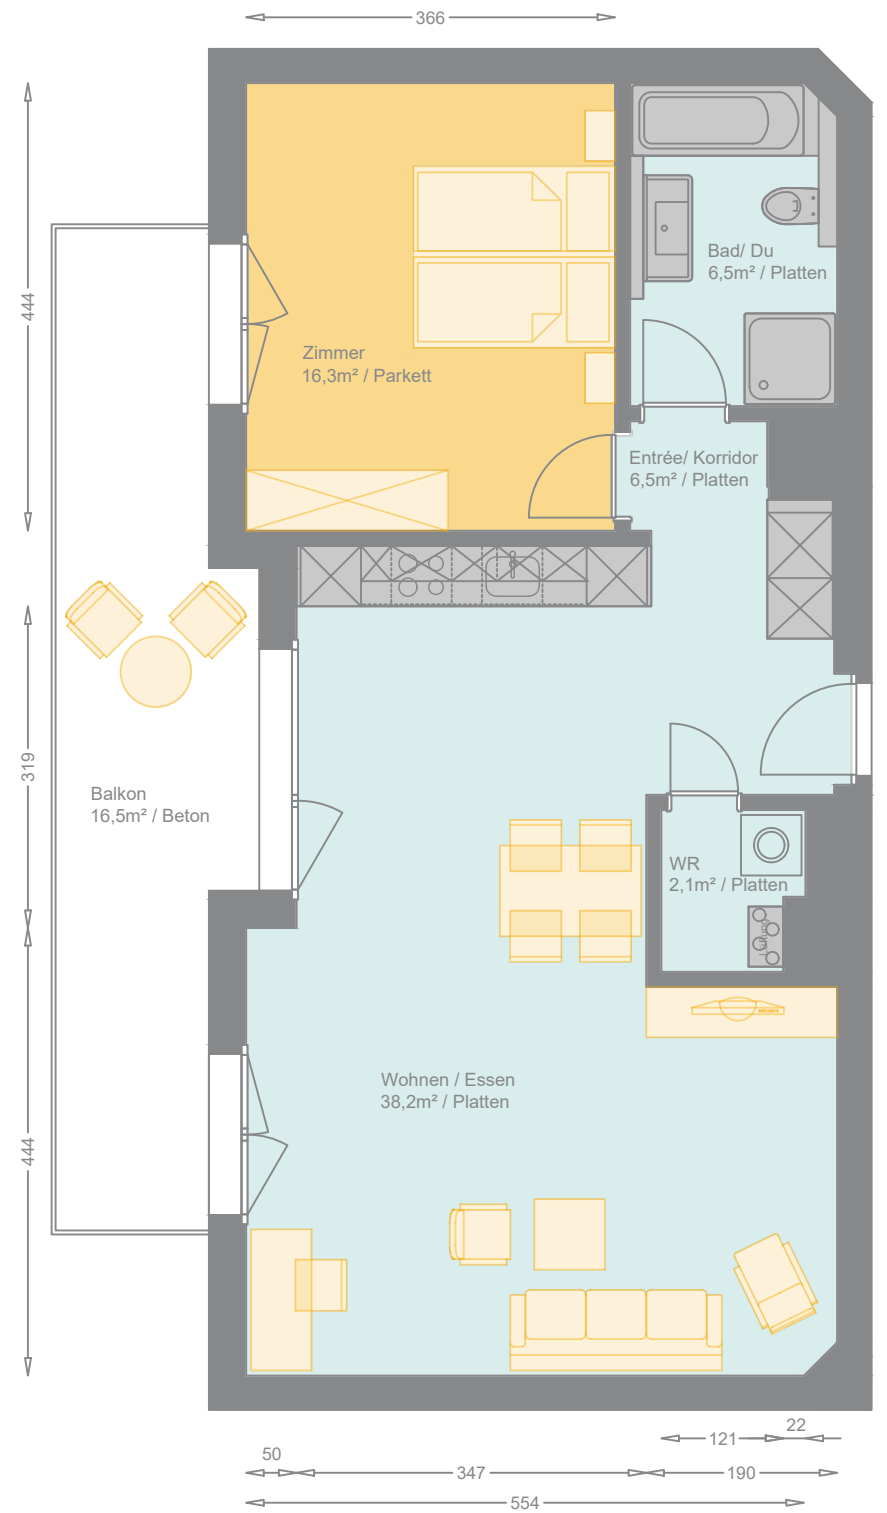 366
444
Zimmer
16,3m² / Parkett
Bad/ Du
6,5m² / Platten
Entrée/ Korridor
6,5m² / Platten
319
Balkon
16,5m² / Beton
WR
2,1m² / Platten
444
Wohnen / Essen
38,2m² / Platten
121
22
50
347
190
554